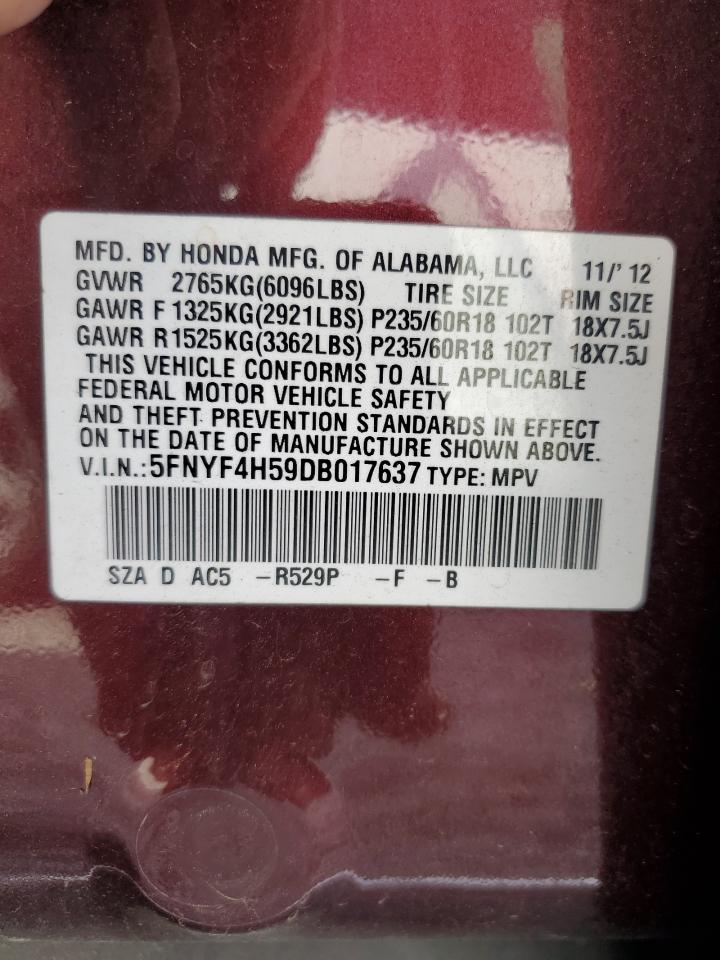 MFD. BY HONDA MFG. OF ALABAMA, LLC 11/'12
GVWR 2765KG(6096LBS) TIRE SIZE RIM SIZE
GAWR F 1325KG(2921LBS) P235/60R18 102T 18X7.5J
GAWR R1525KG(3362LBS) P235/60R18 102T 18X7.5J
THIS VEHICLE CONFORMS TO ALL APPLICABLE
FEDERAL MOTOR VEHICLE SAFETY
AND THEFT PREVENTION STANDARDS IN EFFECT
ON THE DATE OF MANUFACTURE SHOWN ABOVE.
V.I.N.:5FNYF4H59DB017637 TYPE: MPV
SZA D AC5 -R529P -F -B